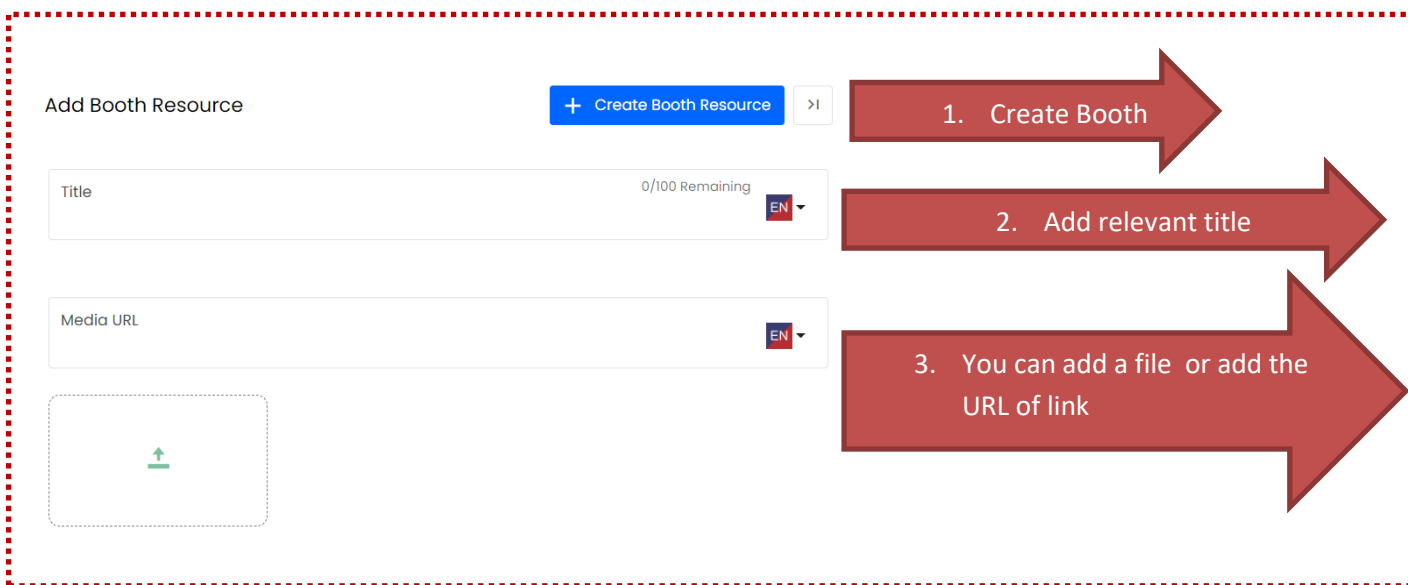 Add Booth Resource
+ Create Booth Resource
1. Create Booth
Title
0/100 Remaining
EN
2. Add relevant title
Media URL
EN
3. You can add a file or add the
URL of link